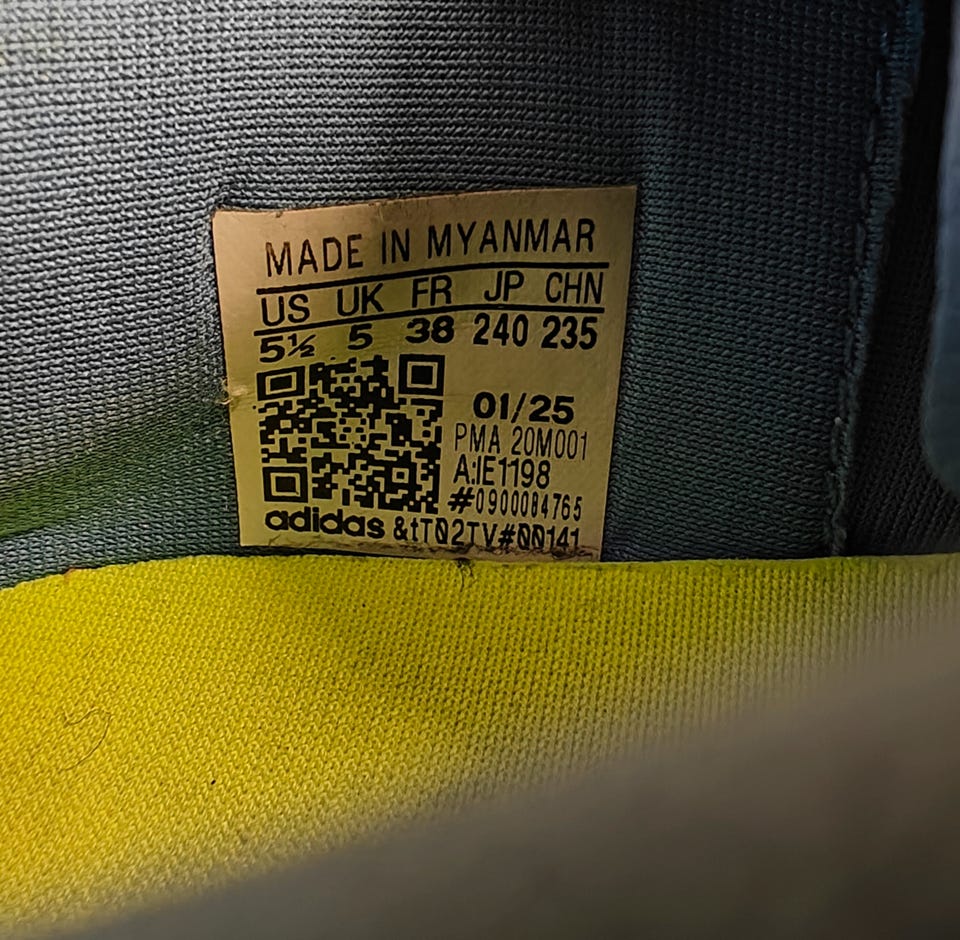 MADE IN MYANMAR
US UK FR JP CHN
5½ 5 38 240 235
01/25
PMA 20M001
A:IE1198
#0900084765
adidas &tT02TV#00141